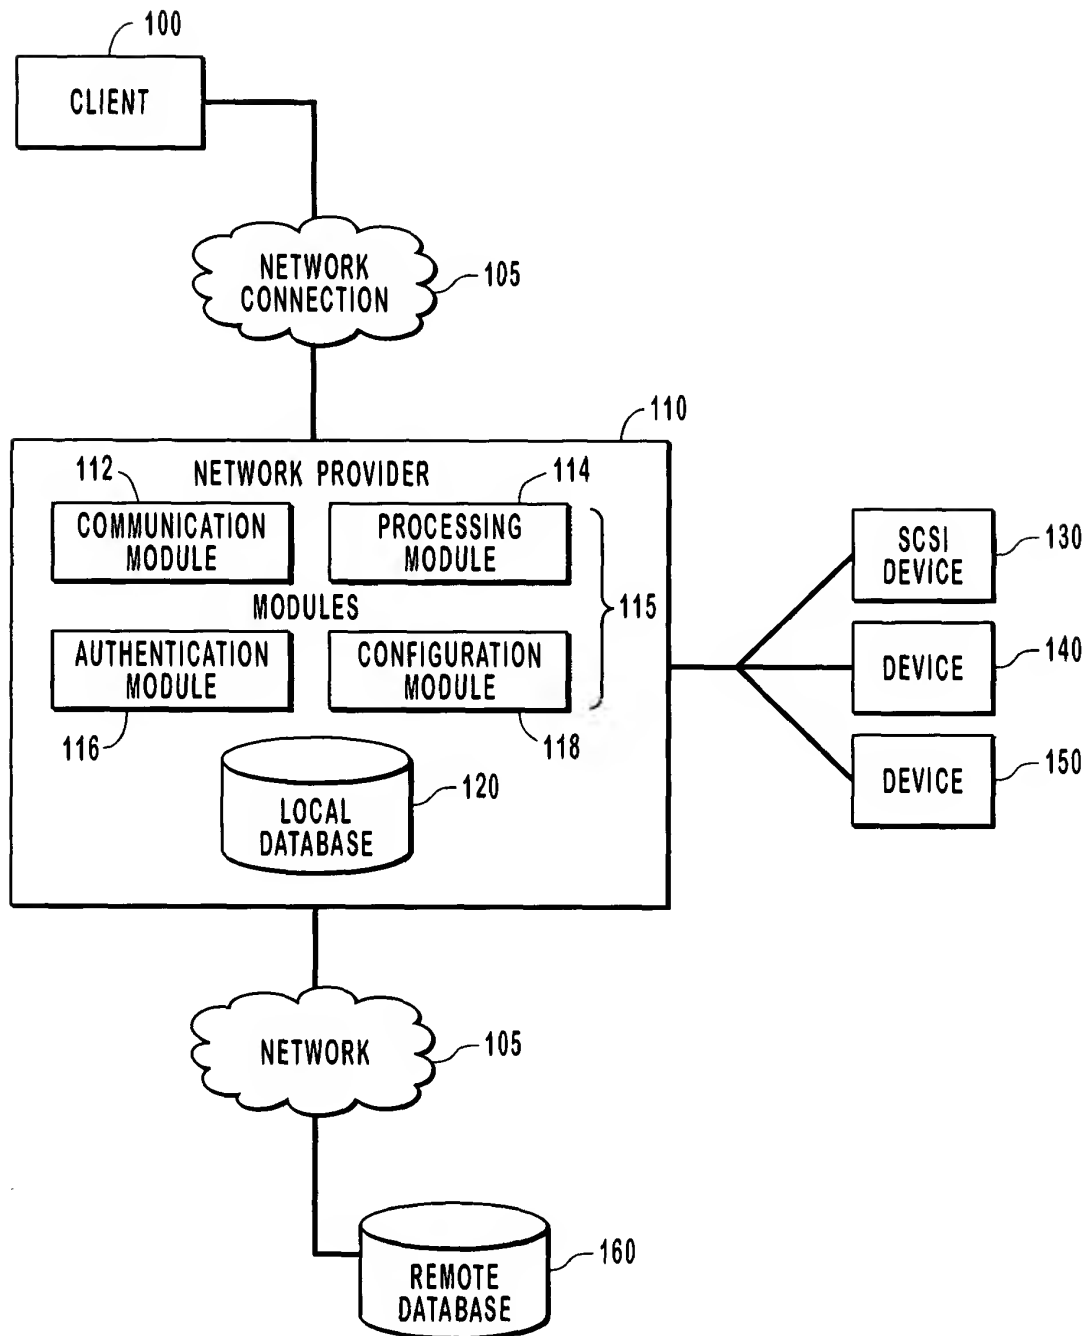 100
CLIENT
NETWORK
CONNECTION
105
110
NETWORK PROVIDER
112
114
COMMUNICATION
MODULE
PROCESSING
MODULE
MODULES
115
AUTHENTICATION
MODULE
CONFIGURATION
MODULE
116
118
LOCAL
DATABASE
120
SCSI
DEVICE
130
DEVICE
140
DEVICE
150
NETWORK
105
REMOTE
DATABASE
160